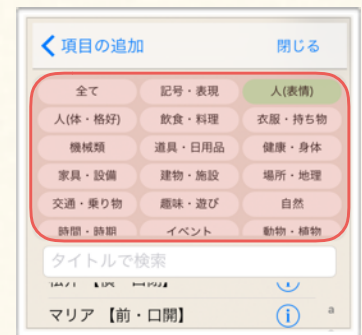 項目の追加 閉じる
全て 記号・表現 人(表情)
人(体・格好) 飲食・料理 衣服・持ち物
機械類 道具・日用品 健康・身体
家具・設備 建物・施設 場所・地理
交通・乗り物 趣味・遊び 自然
時間・時期 イベント 動物・植物
タイトルで検索
マリア 【前・口開】 a